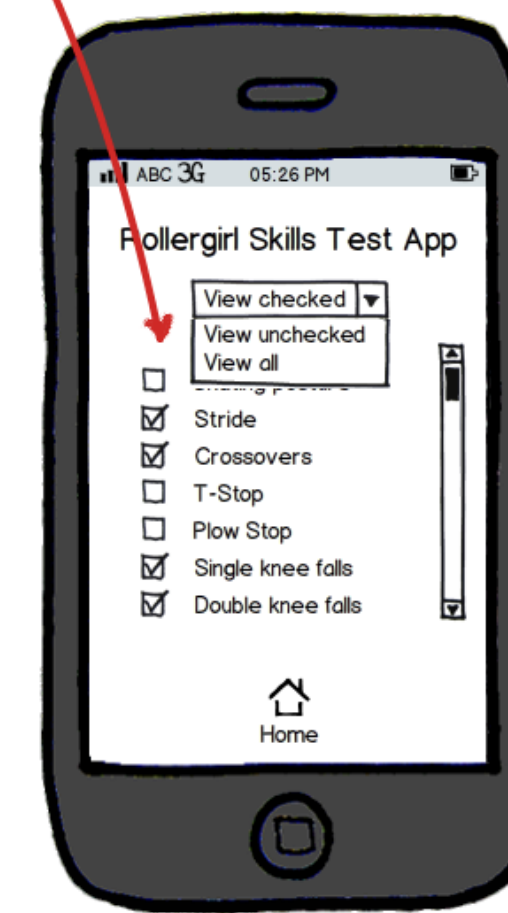 ABC 3G 05:26 PM
Rollergirl Skills Test App
View checked
View unchecked
View all
Stride
Crossovers
T-Stop
Plow Stop
Single knee falls
Double knee falls
Home